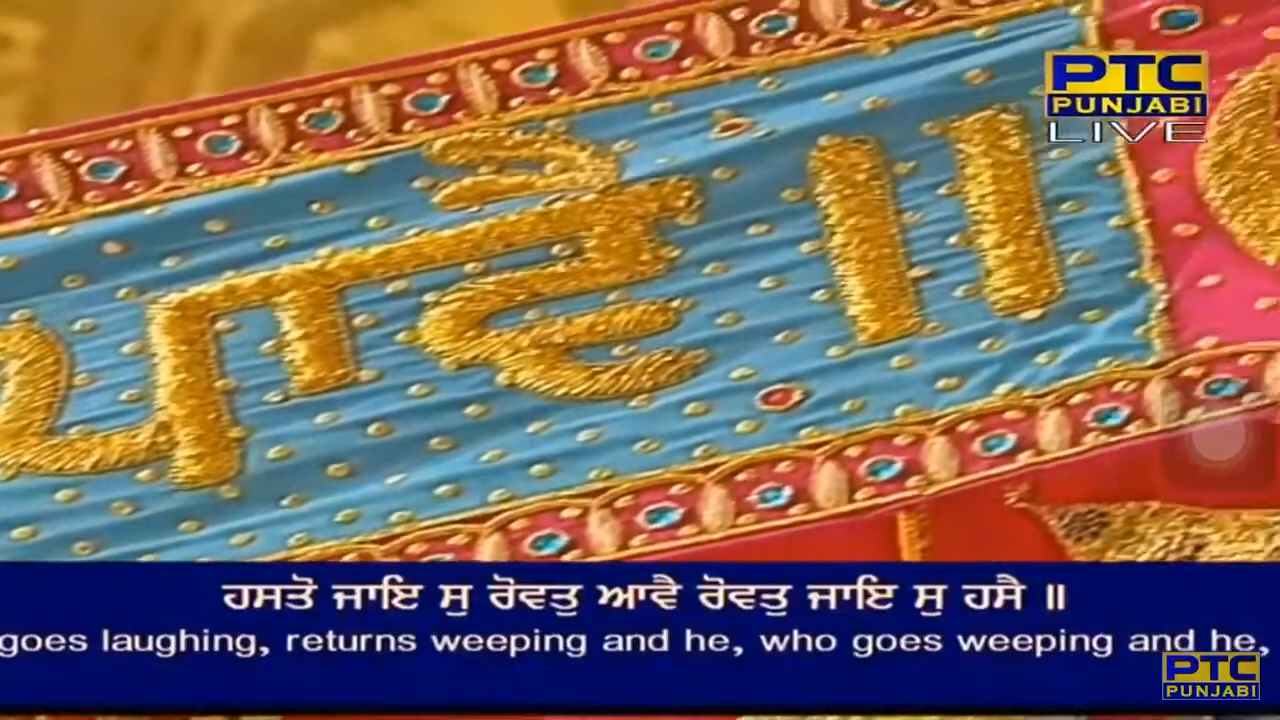 PTC
PUNJABI
LIVE
ਪਾਵੈ ॥
ਹਸਤੋ ਜਾਇ ਸੁ ਰੋਵਤੁ ਆਵੈ ਰੋਵਤੁ ਜਾਇ ਸੁ ਹਸੈ ॥
goes laughing, returns weeping and he, who goes weeping and he,
PTC
PUNJABI